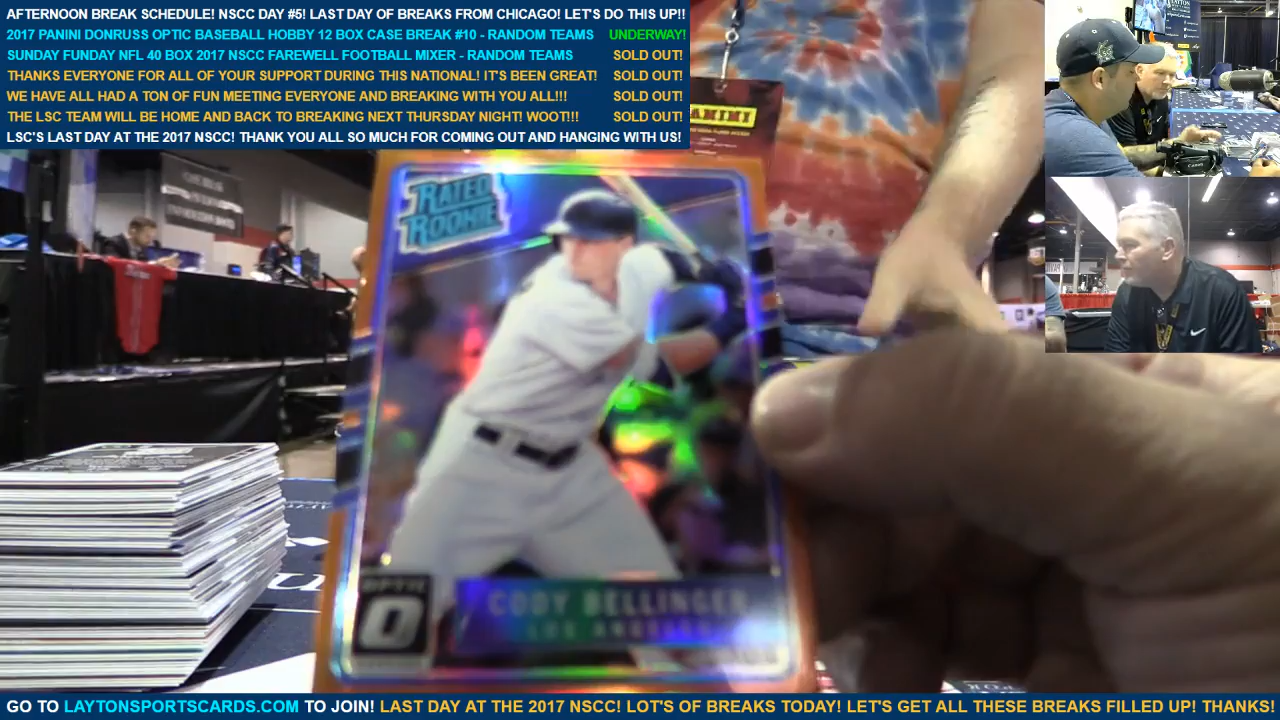 AFTERNOON BREAK SCHEDULE! NSCC DAY #5! LAST DAY OF BREAKS FROM CHICAGO! LET'S DO THIS UP!!
2017 PANINI DONRUSS OPTIC BASEBALL HOBBY 12 BOX CASE BREAK #10 - RANDOM TEAMS UNDERWAY!
SUNDAY FUNDAY NFL 40 BOX 2017 NSCC FAREWELL FOOTBALL MIXER - RANDOM TEAMS SOLD OUT!
THANKS EVERYONE FOR ALL OF YOUR SUPPORT DURING THIS NATIONAL! IT'S BEEN GREAT! SOLD OUT!
WE HAVE ALL HAD A TON OF FUN MEETING EVERYONE AND BREAKING WITH YOU ALL!!! SOLD OUT!
THE LSC TEAM WILL BE HOME AND BACK TO BREAKING NEXT THURSDAY NIGHT! WOOT!!! SOLD OUT!
LSC'S LAST DAY AT THE 2017 NSCC! THANK YOU ALL SO MUCH FOR COMING OUT AND HANGING WITH US!
PANINI
RATED
ROOKIE
OPTIC
O
CODY BELLINGER
LOS ANGELES
GO TO LAYTONSPORTSCARDS.COM TO JOIN! LAST DAY AT THE 2017 NSCC! LOT'S OF BREAKS TODAY! LET'S GET ALL THESE BREAKS FILLED UP! THANKS!